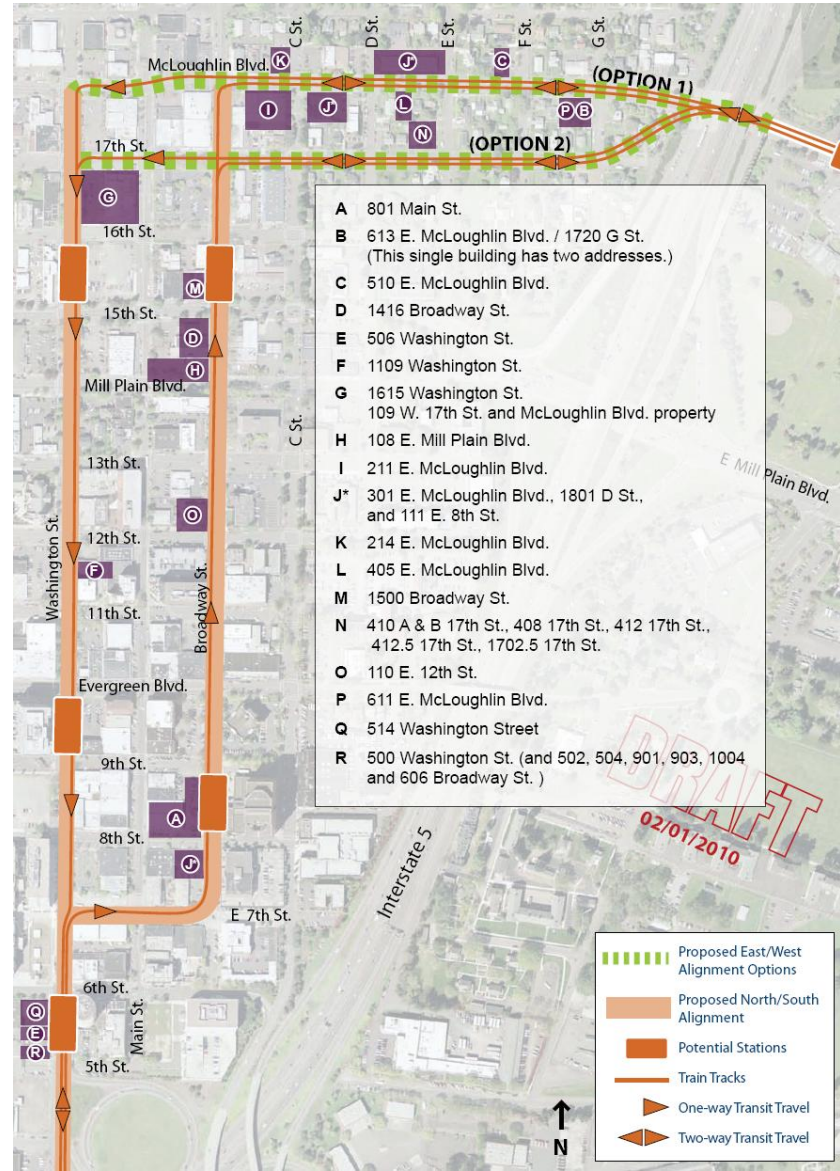 C St.
D St.
E St.
F St.
G St.
McLoughlin Blvd.
K
J*
C
(OPTION 1)
I
J*
L
P B
N
17th St.
(OPTION 2)
G
16th St.
M
15th St.
D
H
Mill Plain Blvd.
C St.
13th St.
O
12th St.
F
Washington St.
Broadway St.
11th St.
Evergreen Blvd.
9th St.
A
8th St.
J*
E 7th St.
6th St.
Q
E
R
Main St.
5th St.
Interstate 5
E Mill Plain Blvd.
A 801 Main St.
B 613 E. McLoughlin Blvd. / 1720 G St.
(This single building has two addresses.)
C 510 E. McLoughlin Blvd.
D 1416 Broadway St.
E 506 Washington St.
F 1109 Washington St.
G 1615 Washington St.
109 W. 17th St. and McLoughlin Blvd. property
H 108 E. Mill Plain Blvd.
I 211 E. McLoughlin Blvd.
J* 301 E. McLoughlin Blvd., 1801 D St.,
and 111 E. 8th St.
K 214 E. McLoughlin Blvd.
L 405 E. McLoughlin Blvd.
M 1500 Broadway St.
N 410 A & B 17th St., 408 17th St., 412 17th St.,
412.5 17th St., 1702.5 17th St.
O 110 E. 12th St.
P 611 E. McLoughlin Blvd.
Q 514 Washington Street
R 500 Washington St. (and 502, 504, 901, 903, 1004
and 606 Broadway St. )
DRAFT
02/01/2010
Proposed East/West
Alignment Options
Proposed North/South
Alignment
Potential Stations
Train Tracks
One-way Transit Travel
Two-way Transit Travel
N